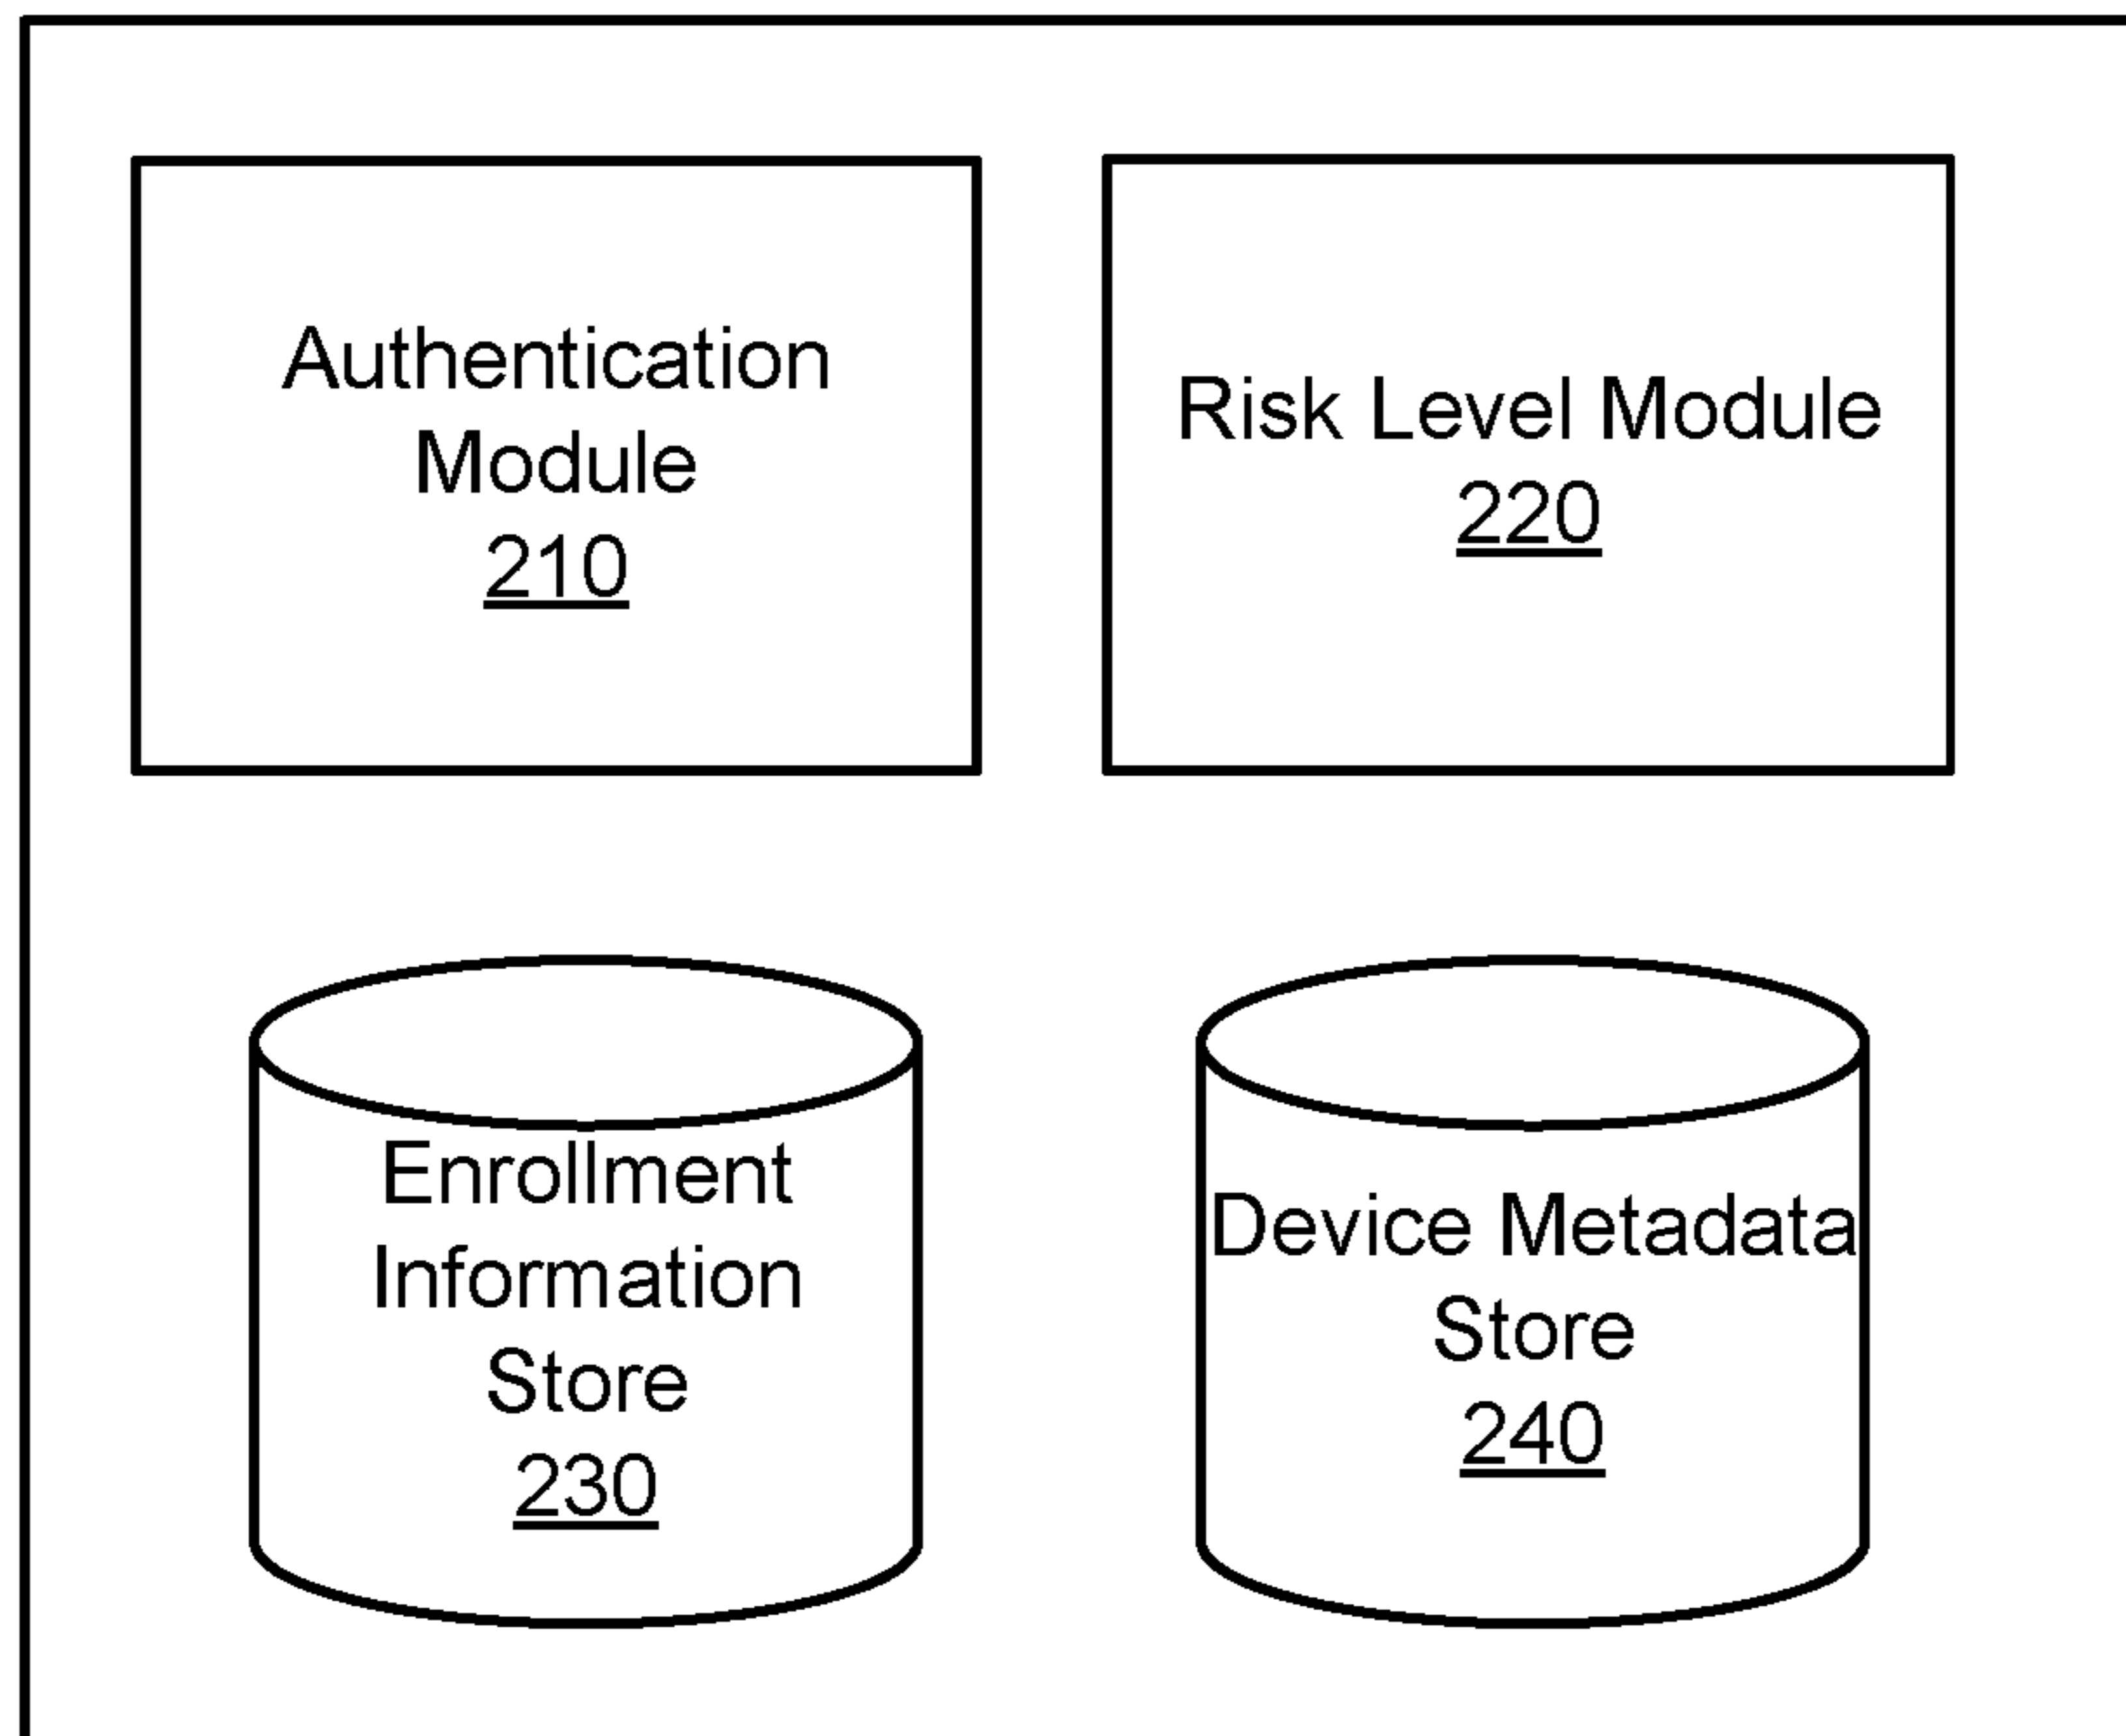 Authentication
Module
210
Risk Level Module
220
Enrollment
Information
Store
230
Device Metadata
Store
240